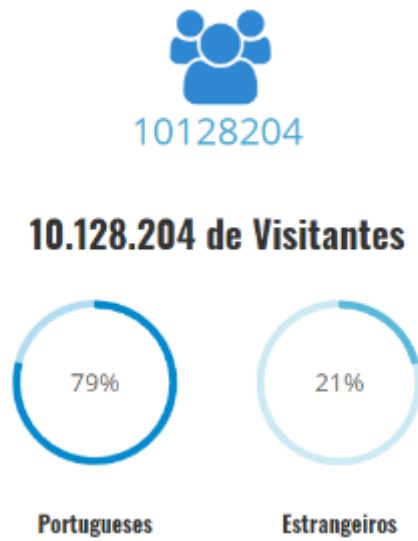 10128204
10.128.204 de Visitantes
79%
21%
Portugueses
Estrangeiros